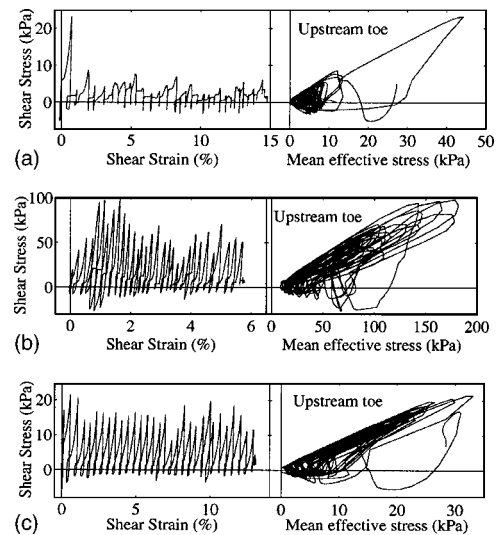 Shear Stress (kPa)
20
10
0
Upstream toe
0
5
10
15
0
10
20
30
40
50
(a)
Shear Strain (%)
Mean effective stress (kPa)
Shear Stress (kPa)
100
50
0
Upstream toe
0
2
4
6
0
50
100
150
200
(b)
Shear Strain (%)
Mean effective stress (kPa)
Shear Stress (kPa)
20
10
0
Upstream toe
0
5
10
0
10
20
30
(c)
Shear Strain (%)
Mean effective stress (kPa)